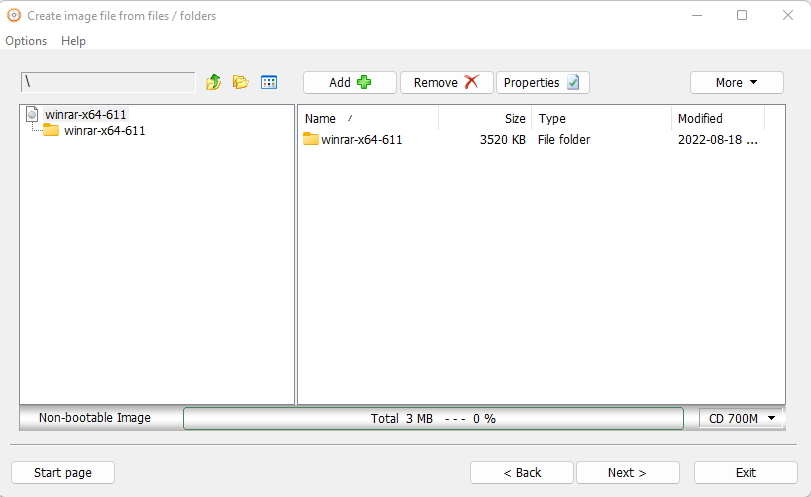 Create image file from files / folders
Options Help
\
Add Remove Properties More
winrar-x64-611
winrar-x64-611
Name / Size Type Modified
winrar-x64-611 3520 KB File folder 2022-08-18 ...
Non-bootable Image Total 3 MB --- 0 % CD 700M
Start page < Back Next > Exit